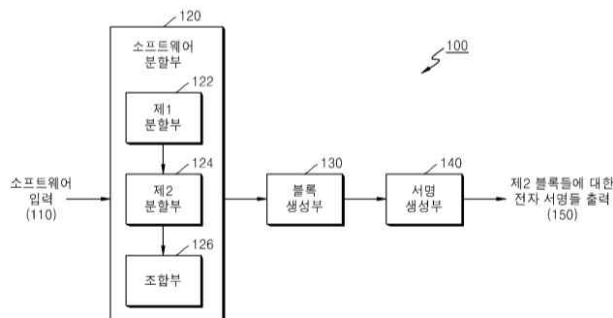 120
소프트웨어
분할부
100
122
제1
분할부
소프트웨어
입력
(110)
124
제2
분할부
126
조합부
130
블록
생성부
140
서명
생성부
제2 블록들에 대한
전자 서명들 출력
(150)